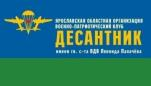 ЯРОСЛАВСКАЯ ОБЛАСТНАЯ ОРГАНИЗАЦИЯ
ВОЕННО-ПАТРИОТИЧЕСКИЙ КЛУБ
ДЕСАНТНИК
имени гв. с-та ВДВ Леонида Палачёва